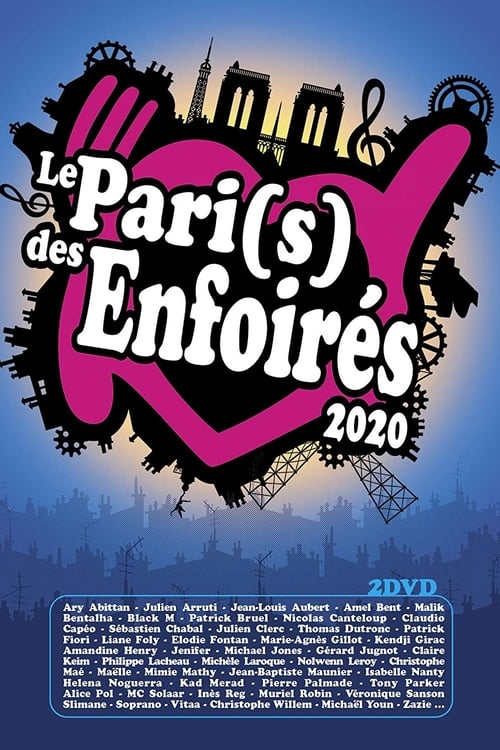 Le Pari(s)
des Enfoirés
2020
2DVD
Ary Abittan - Julien Arruti - Jean-Louis Aubert - Amel Bent - Malik
Bentalha - Black M - Patrick Bruel - Nicolas Canteloup - Claudio
Capéo - Sébastien Chabal - Julien Clerc - Thomas Dutronc - Patrick
Fiori - Liane Foly - Elodie Fontan - Marie-Agnès Gillot - Kendji Girac
Amandine Henry - Jenifer - Michael Jones - Gérard Jugnot - Claire
Keim - Philippe Lacheau - Michèle Laroque - Nolwenn Leroy - Christophe
Maé - Maëlle - Mimie Mathy - Jean-Baptiste Maunier - Isabelle Nanty
Helena Noguerra - Kad Merad - Pierre Palmade - Tony Parker
Alice Pol - MC Solaar - Inès Reg - Muriel Robin - Véronique Sanson
Slimane - Soprano - Vitaa - Christophe Willem - Michaël Youn - Zazie ...